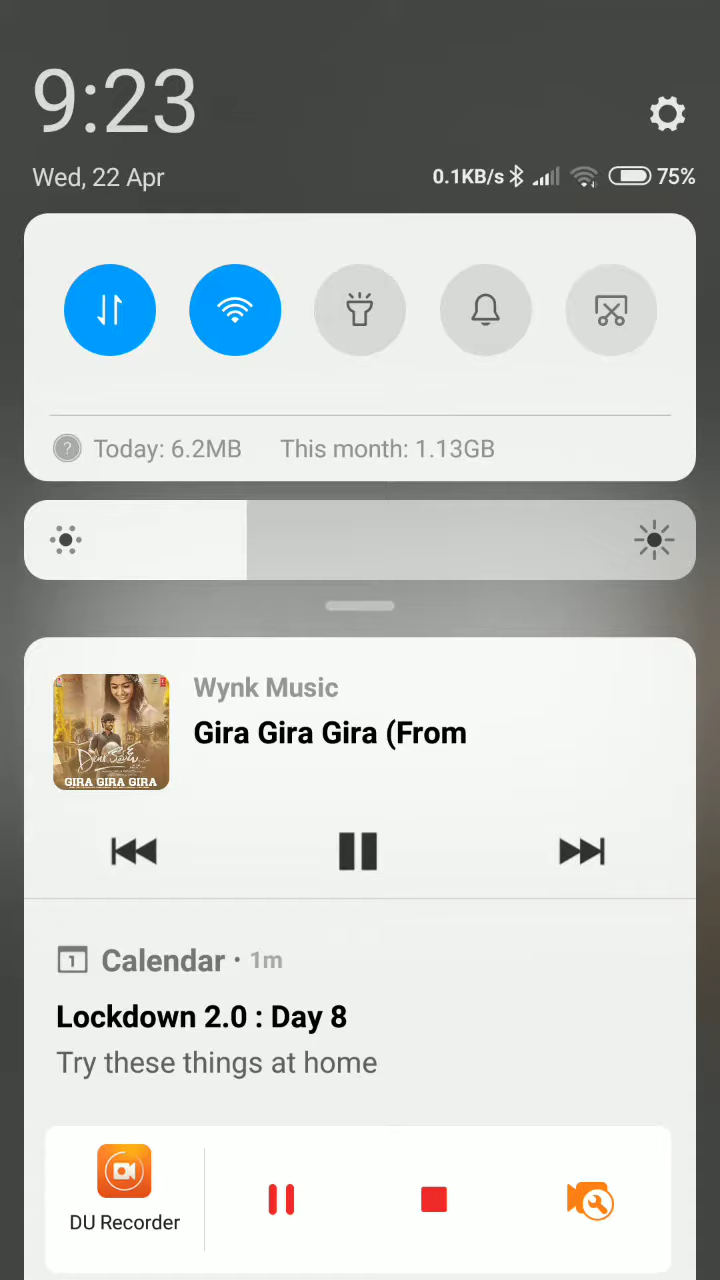 9:23
Wed, 22 Apr
0.1KB/s 75%
Today: 6.2MB This month: 1.13GB
Wynk Music
Gira Gira Gira (From
GIRA GIRA GIRA
Calendar · 1m
Lockdown 2.0 : Day 8
Try these things at home
DU Recorder